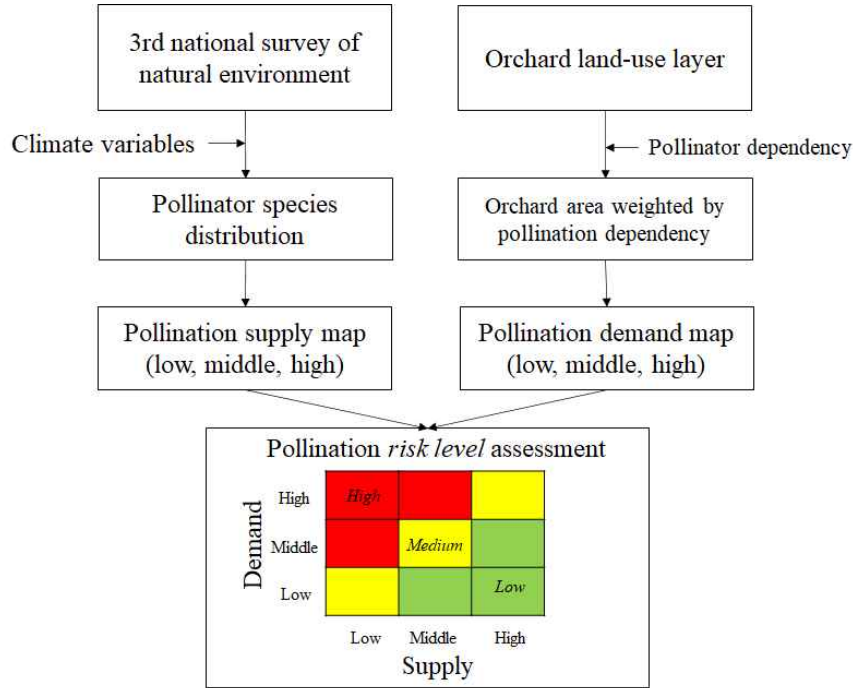 3rd national survey of
natural environment
Orchard land-use layer
Climate variables
Pollinator dependency
Pollinator species
distribution
Orchard area weighted by
pollination dependency
Pollination supply map
(low, middle, high)
Pollination demand map
(low, middle, high)
Pollination risk level assessment
Demand
High
High
Middle
Medium
Low
Low
Low
Middle
High
Supply